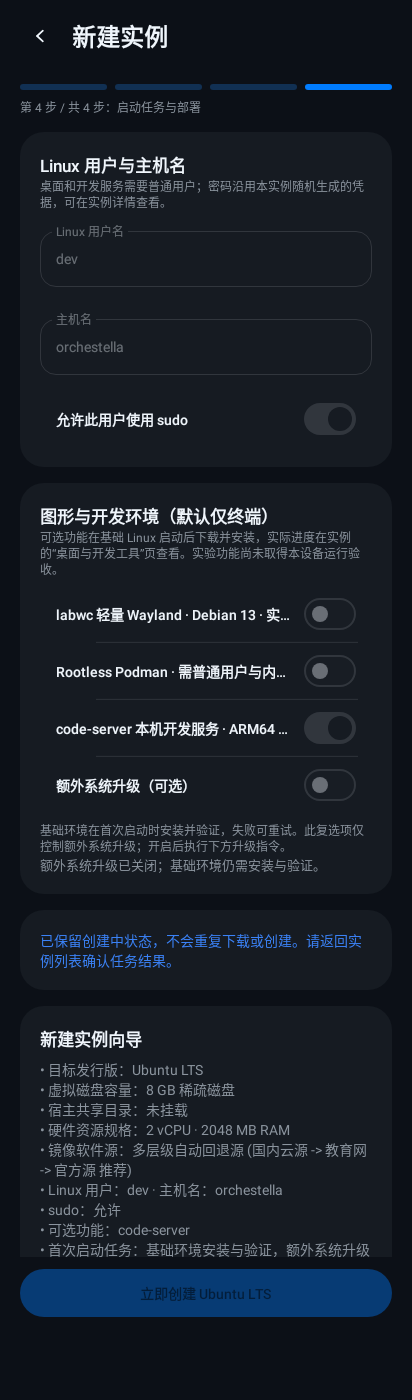 新建实例
第 4 步 / 共 4 步：启动任务与部署
Linux 用户与主机名
桌面和开发服务需要普通用户；密码沿用本实例随机生成的凭
据，可在实例详情查看。
Linux 用户名
dev
主机名
orchestella
允许此用户使用 sudo
图形与开发环境（默认仅终端）
可选功能在基础 Linux 启动后下载并安装，实际进度在实例
的“桌面与开发工具”页查看。实验功能尚未取得本设备运行验
收。
labwc 轻量 Wayland · Debian 13 · 实...
Rootless Podman · 需普通用户与内...
code-server 本机开发服务 · ARM64 ...
额外系统升级（可选）
基础环境在首次启动时安装并验证，失败可重试。此复选项仅
控制额外系统升级；开启后执行下方升级指令。
额外系统升级已关闭；基础环境仍需安装与验证。
已保留创建中状态，不会重复下载或创建。请返回实
例列表确认任务结果。
新建实例向导
• 目标发行版：Ubuntu LTS
• 虚拟磁盘容量：8 GB 稀疏磁盘
• 宿主共享目录：未挂载
• 硬件资源规格：2 vCPU · 2048 MB RAM
• 镜像软件源：多层级自动回退源 (国内云源 -> 教育网
-> 官方源 推荐)
• Linux 用户：dev · 主机名：orchestella
• sudo：允许
• 可选功能：code-server
• 首次启动任务：基础环境安装与验证，额外系统升级
立即创建 Ubuntu LTS